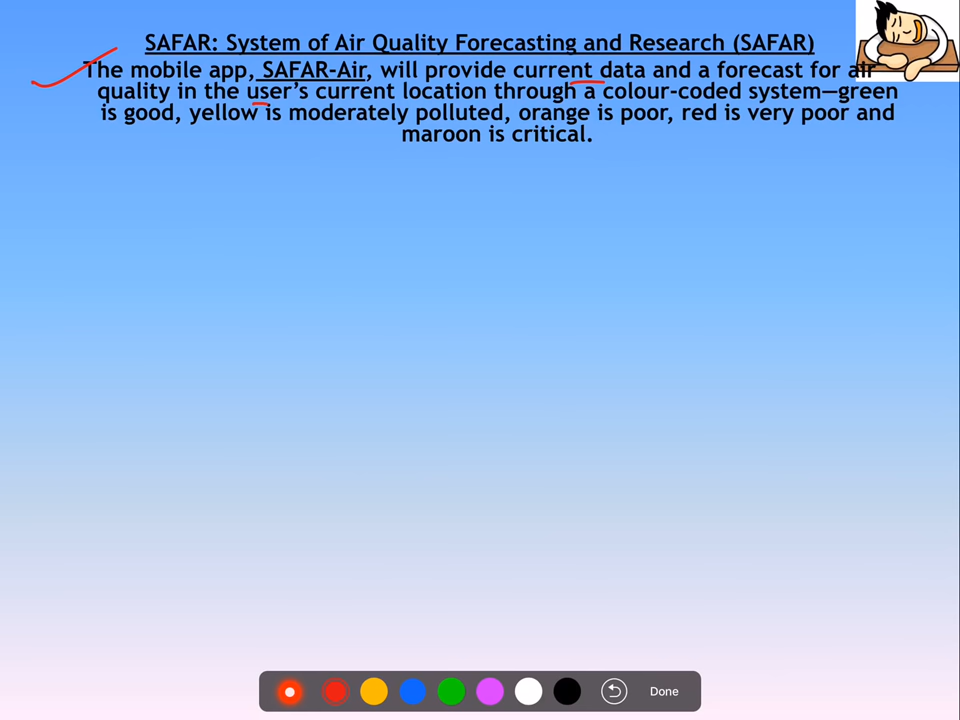 SAFAR: System of Air Quality Forecasting and Research (SAFAR)
The mobile app, SAFAR-Air, will provide current data and a forecast for air
quality in the user's current location through a colour-coded system—green
is good, yellow is moderately polluted, orange is poor, red is very poor and
maroon is critical.
Done